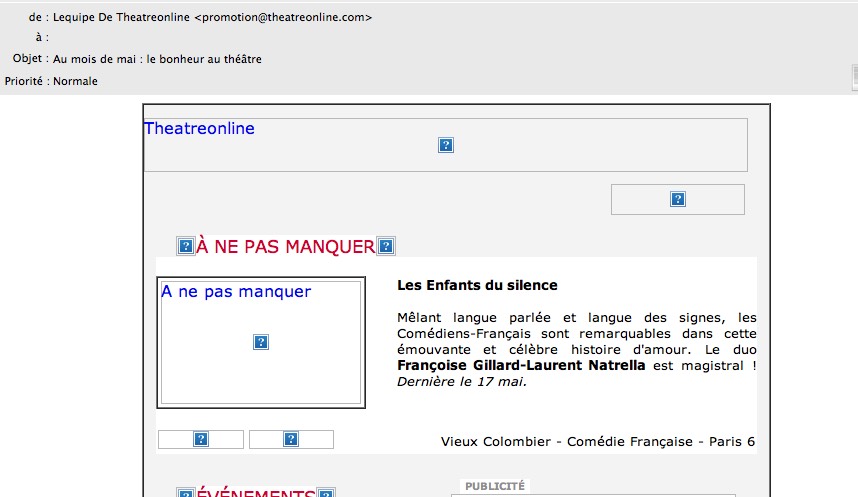 de : Lequipe De Theatreonline <promotion@theatreonline.com>
à :
Objet : Au mois de mai : le bonheur au théâtre
Priorité : Normale
Theatreonline
À NE PAS MANQUER
A ne pas manquer
Les Enfants du silence
Mêlant langue parlée et langue des signes, les
Comédiens-Français sont remarquables dans cette
émouvante et célèbre histoire d'amour. Le duo
Françoise Gillard-Laurent Natrella est magistral !
Dernière le 17 mai.
Vieux Colombier - Comédie Française - Paris 6
ÉVÉNEMENTS
PUBLICITÉ